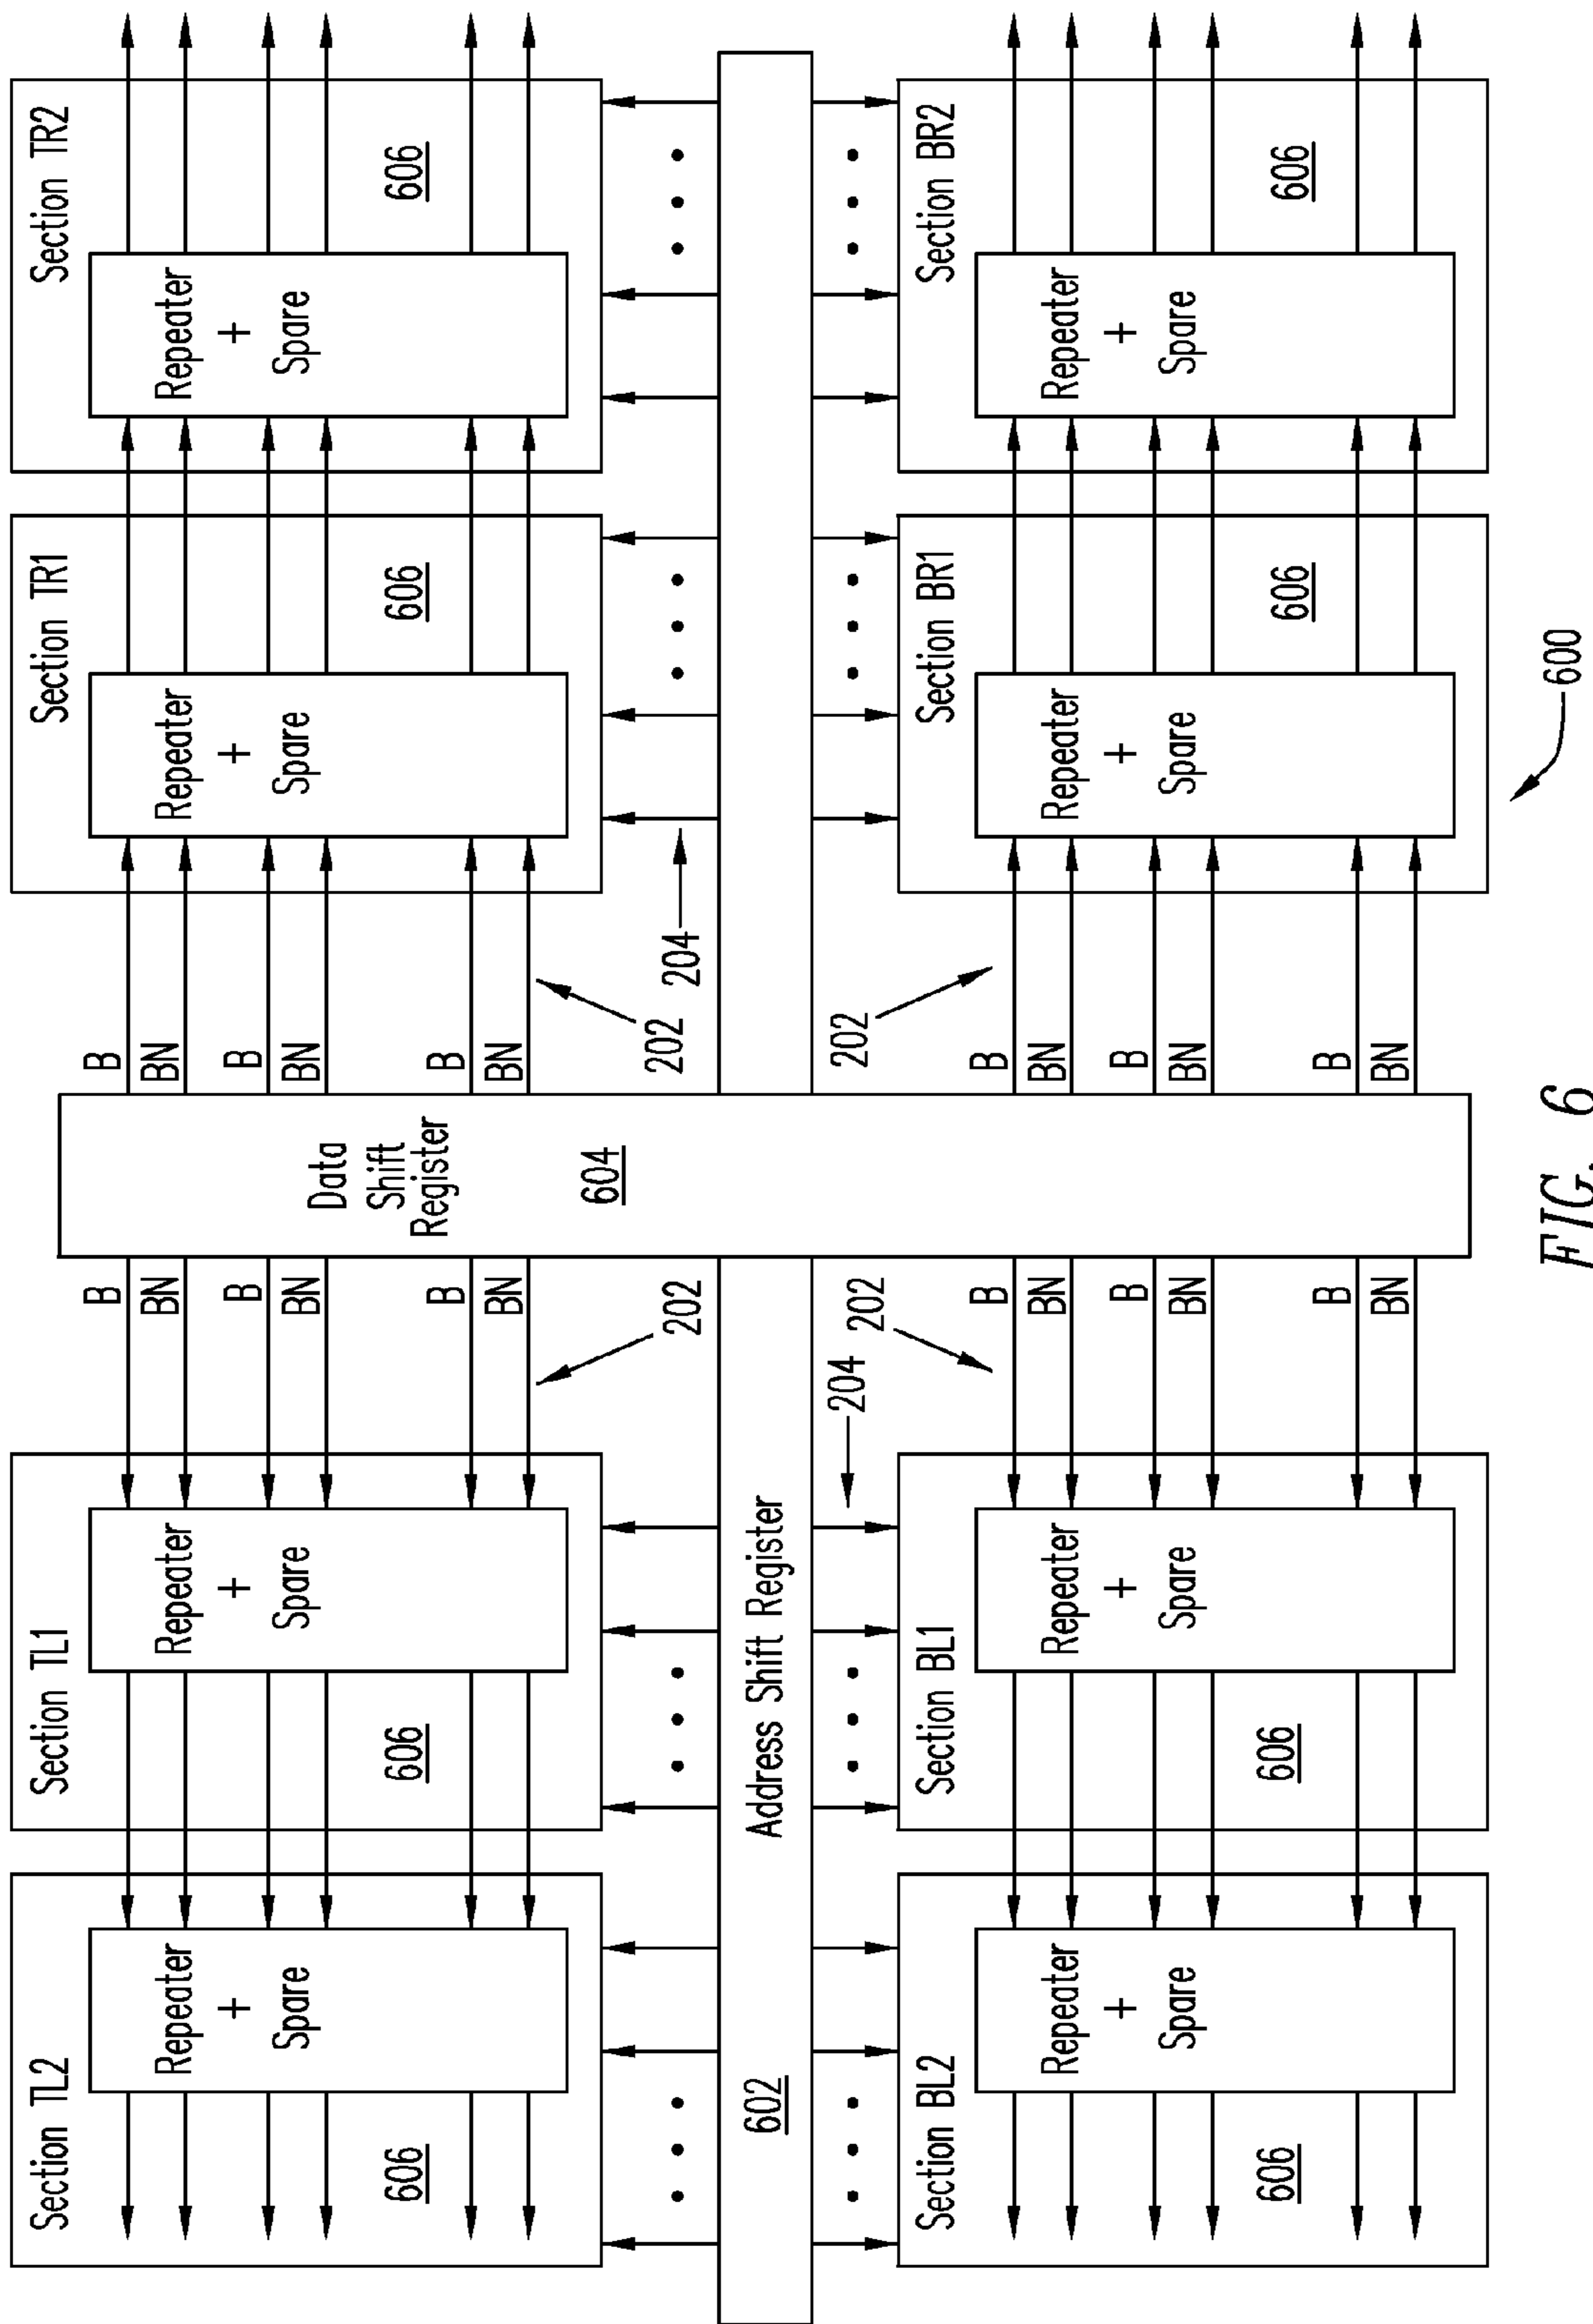 Section TL2
Section TL1
Section TR1
Section TR2
B
B
BN
BN
Repeater
+
Spare
Repeater
+
Spare
Data
Shift
Register
Repeater
+
Spare
Repeater
+
Spare
B
B
BN
BN
606
606
606
606
B
B
BN
BN
604
202
202
204
602
Address Shift Register
204
202
202
Section BL2
Section BL1
Section BR1
Section BR2
B
B
BN
BN
Repeater
+
Spare
Repeater
+
Spare
Repeater
+
Spare
Repeater
+
Spare
B
B
BN
BN
606
606
606
606
B
B
BN
BN
600
FIG. 6